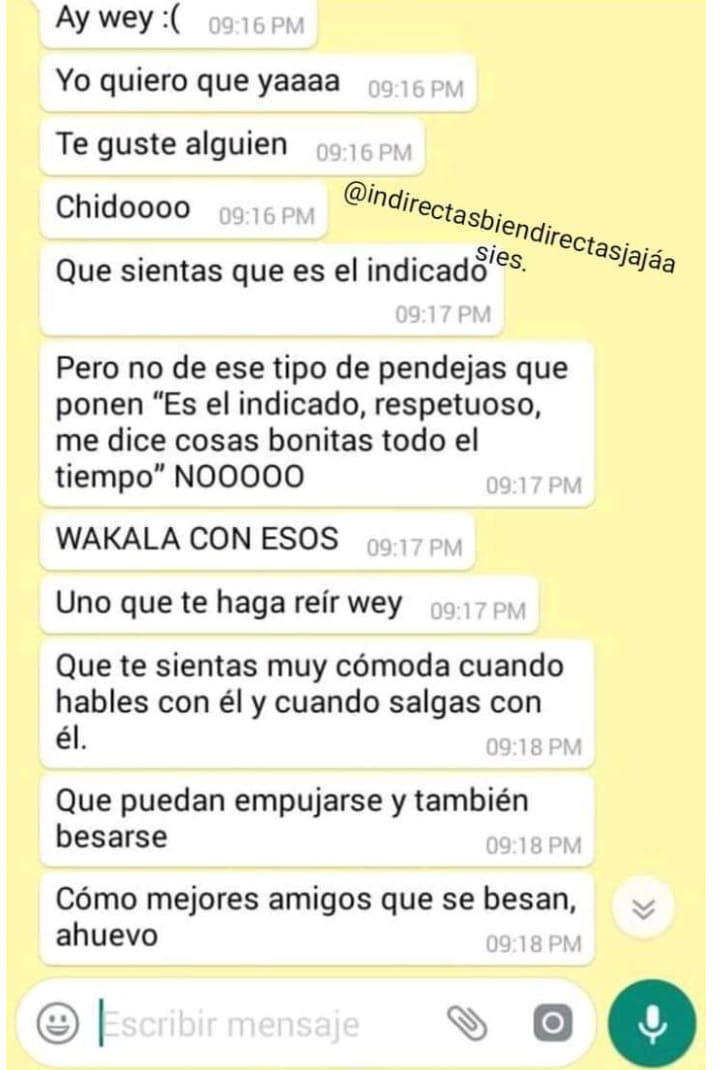 Ay wey :( 09:16 PM
Yo quiero que yaaaa 09:16 PM
Te guste alguien 09:16 PM
Chidoooo 09:16 PM
@indirectasbiendirectasjajáa
sies.
Que sientas que es el indicado
09:17 PM
Pero no de ese tipo de pendejas que
ponen "Es el indicado, respetuoso,
me dice cosas bonitas todo el
tiempo" NOOOOO 09:17 PM
WAKALA CON ESOS 09:17 PM
Uno que te haga reír wey 09:17 PM
Que te sientas muy cómoda cuando
hables con él y cuando salgas con
él. 09:18 PM
Que puedan empujarse y también
besarse 09:18 PM
Cómo mejores amigos que se besan,
ahuevo 09:18 PM
Escribir mensaje